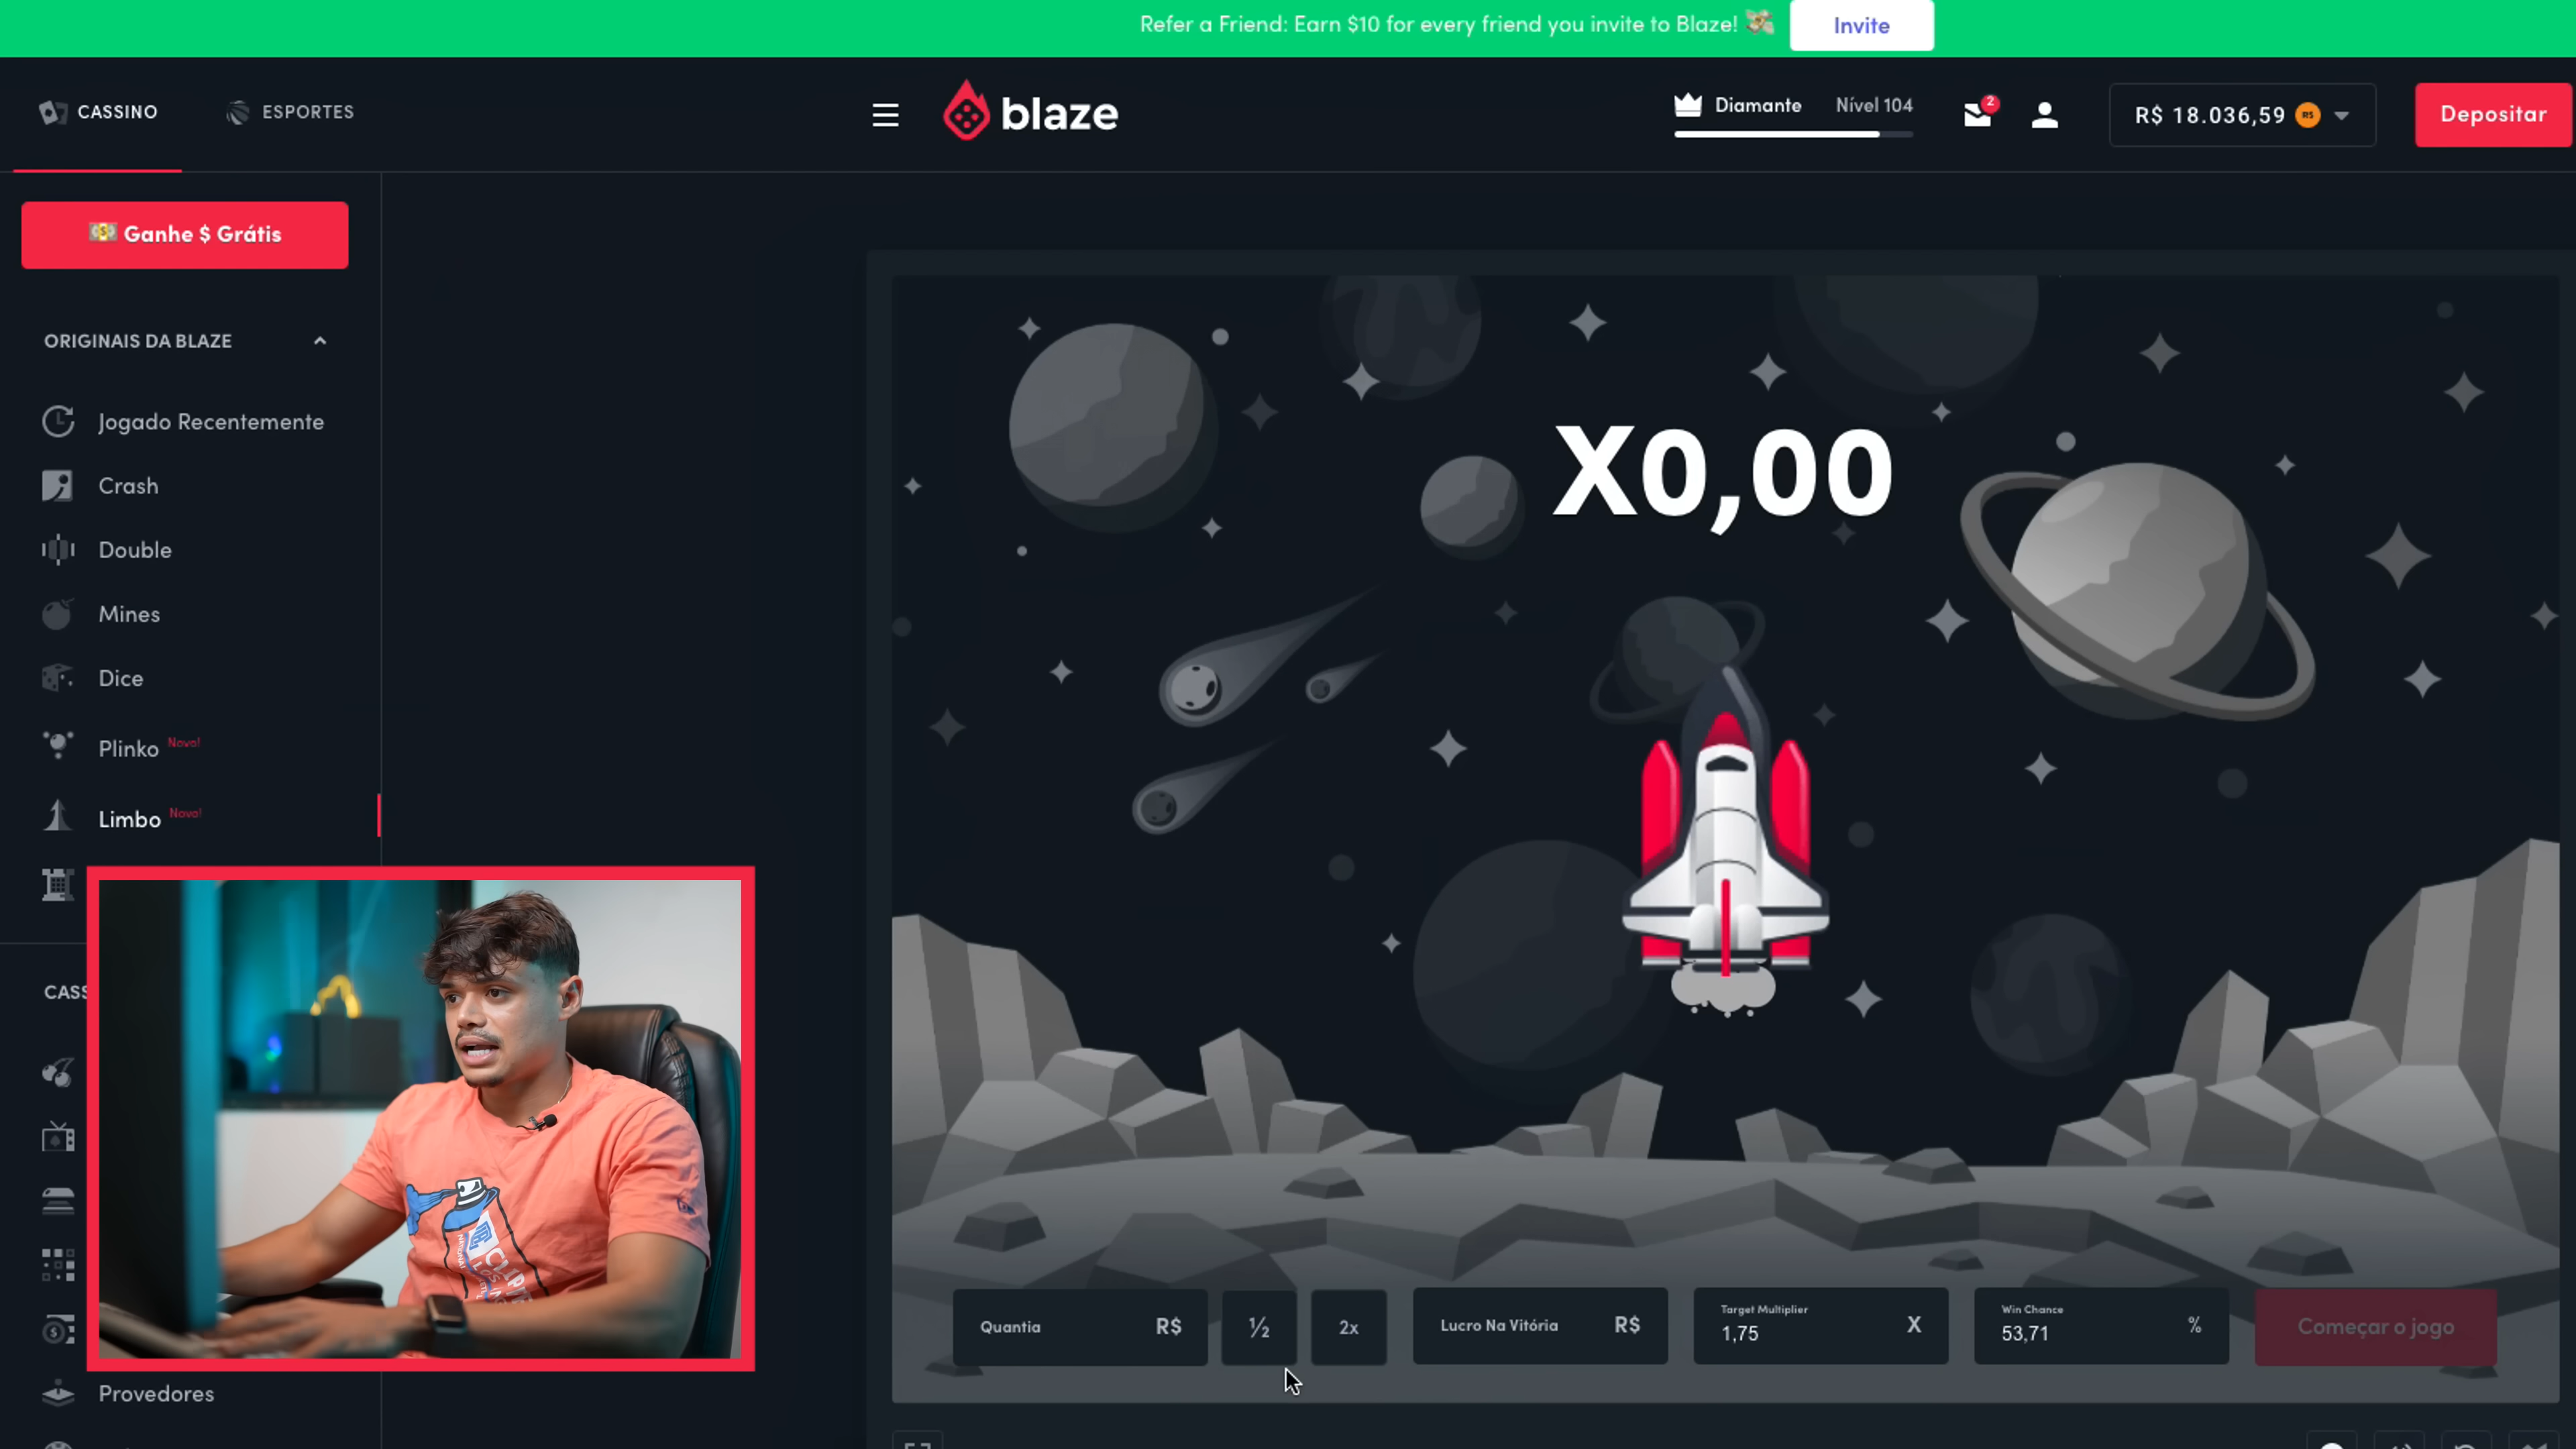 Refer a Friend: Earn $10 for every friend you invite to Blaze!
Invite
CASSINO
ESPORTES
blaze
Diamante
Nível 104
2
R$ 18.036,59
R$
Depositar
Ganhe $ Grátis
ORIGINAIS DA BLAZE
Jogado Recentemente
Crash
Double
Mines
Dice
Plinko Novo!
Limbo Novo!
CASS
Provedores
X0,00
Quantia R$
½
2x
Lucro Na Vitória R$
Target Multiplier
1,75 X
Win Chance
53,71 %
Começar o jogo